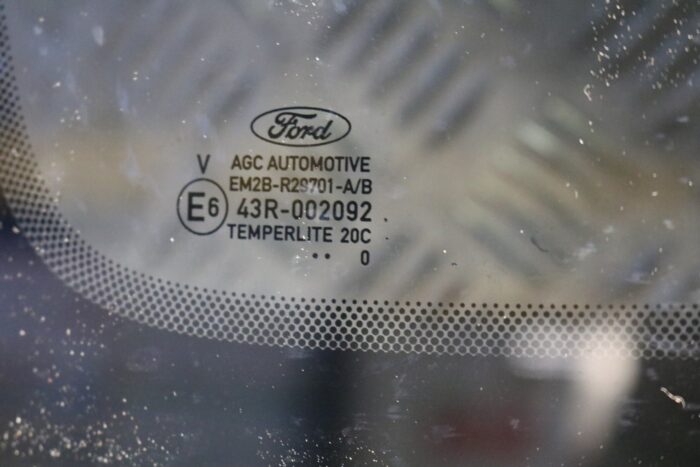 Ford
V AGC AUTOMOTIVE
EM2B-R29701-A/B
E6 43R-002092
TEMPERLITE 20C
·· 0